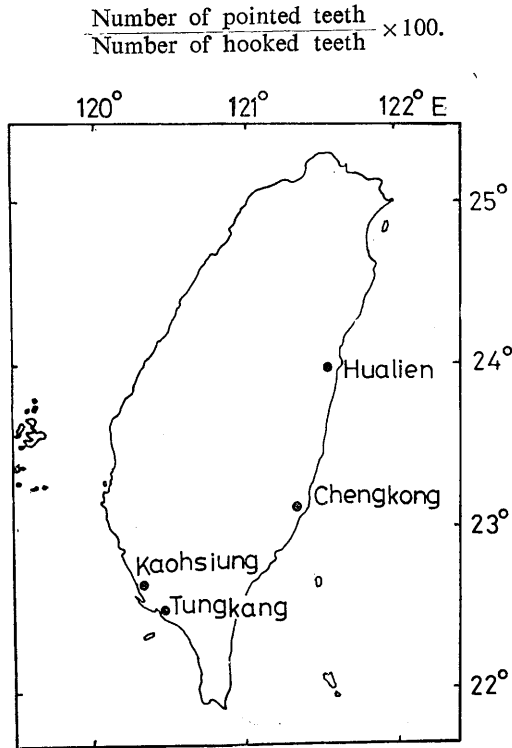 Number of pointed teeth
Number of hooked teeth ×100.
120° 121° 122° E
25°
24°
Hualien
Chengkong
23°
Kaohsiung
Tungkang
22°